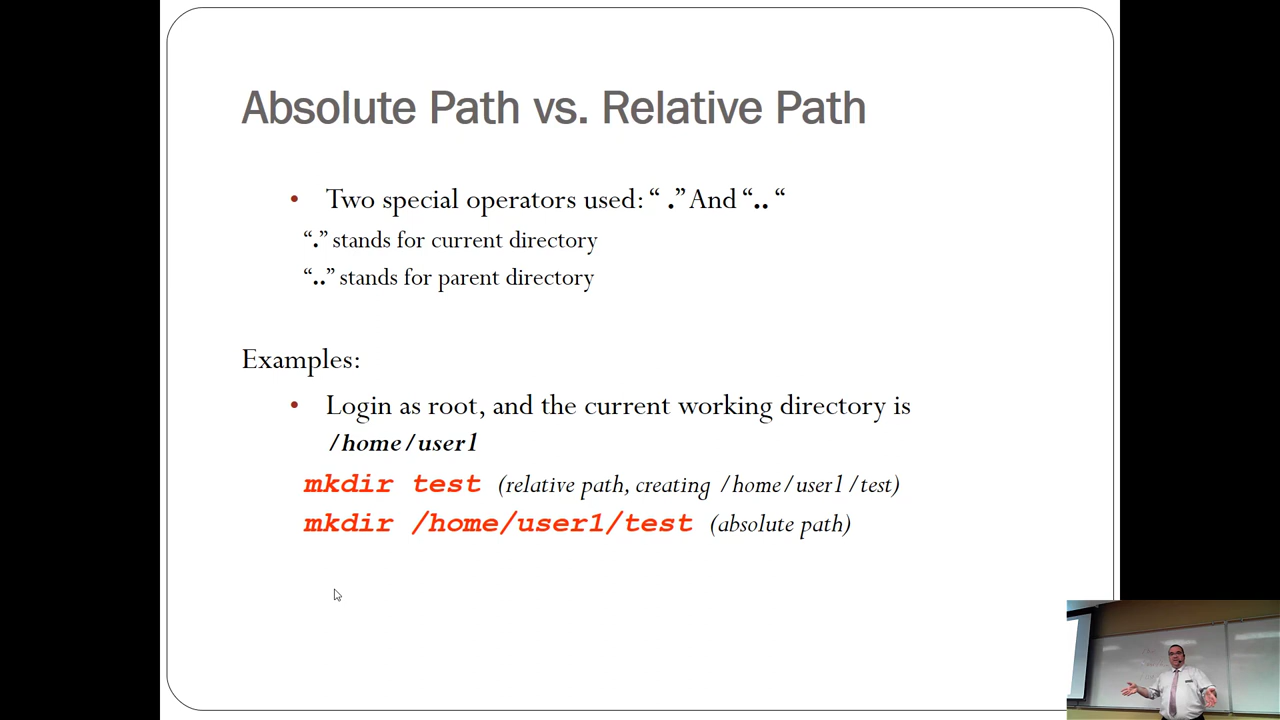 Absolute Path vs. Relative Path
• Two special operators used: “ .” And “.. “
“.” stands for current directory
“..” stands for parent directory
Examples:
• Login as root, and the current working directory is
/home/user1
mkdir test (relative path, creating /home/user1/test)
mkdir /home/user1/test (absolute path)